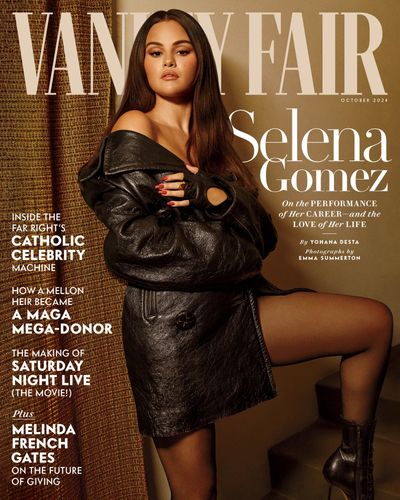 VANITY FAIR
OCTOBER 2024
Selena
Gomez
On the PERFORMANCE
of Her CAREER—and the
LOVE of Her LIFE
By YOHANA DESTA
Photographs by
EMMA SUMMERTON
INSIDE THE
FAR RIGHT'S
CATHOLIC
CELEBRITY
MACHINE
HOW A MELLON
HEIR BECAME
A MAGA
MEGA-DONOR
THE MAKING OF
SATURDAY
NIGHT LIVE
(THE MOVIE!)
Plus
MELINDA
FRENCH
GATES
ON THE FUTURE
OF GIVING